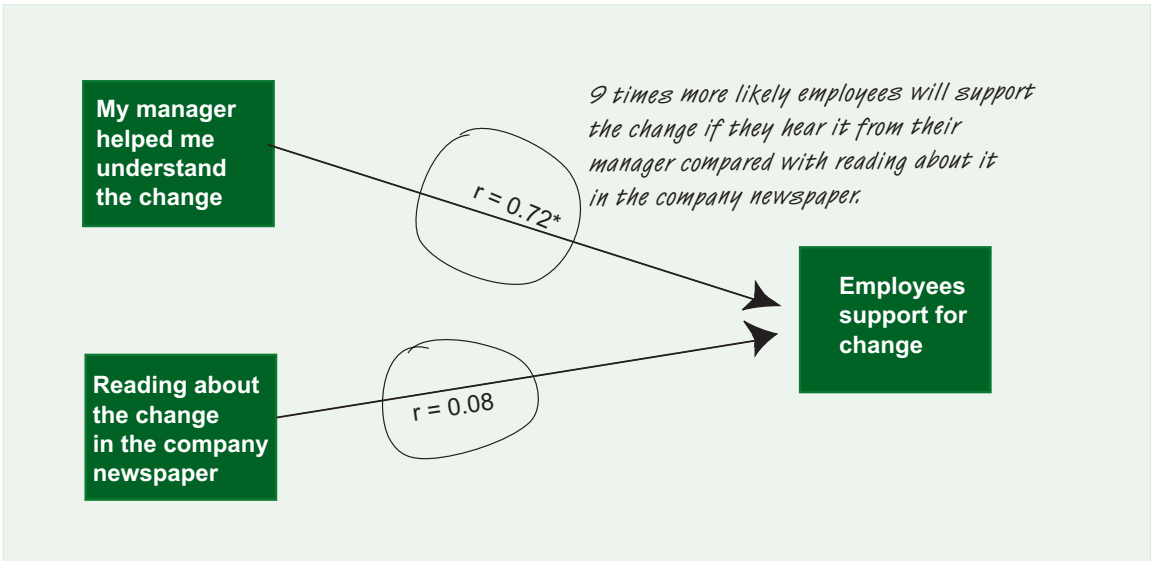 My manager
helped me
understand
the change
r = 0.72*
9 times more likely employees will support
the change if they hear it from their
manager compared with reading about it
in the company newspaper.
Employees
support for
change
Reading about
the change
in the company
newspaper
r = 0.08